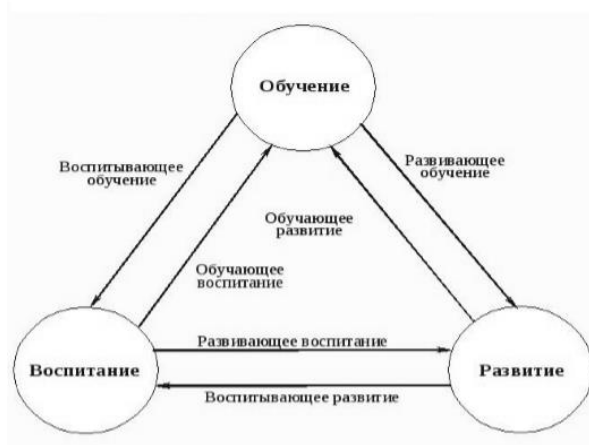 Обучение
Воспитывающее
обучение
Развивающее
обучение
Обучающее
развитие
Обучающее
воспитание
Развивающее воспитание
Воспитание
Развитие
Воспитывающее развитие